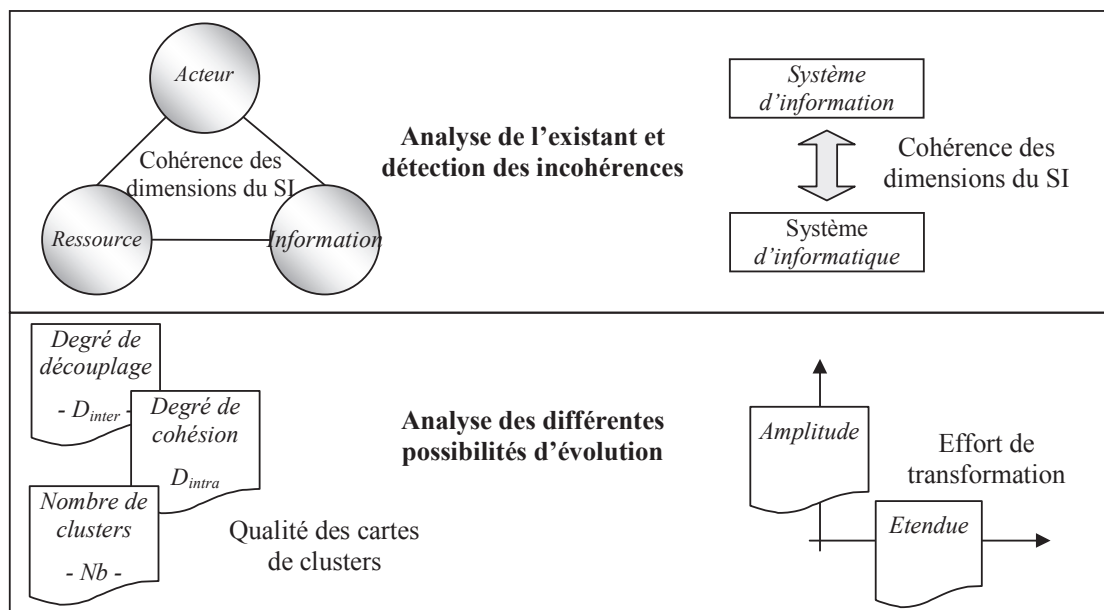 Acteur
Cohérence des
dimensions du SI
Ressource
Information
Analyse de l'existant et
détection des incohérences
Système
d'information
Cohérence des
dimensions du SI
Système
d'informatique
Degré de
découplage
- D inter -
Degré de
cohésion
D intra
Nombre de
clusters
- Nb -
Qualité des cartes
de clusters
Analyse des différentes
possibilités d'évolution
Amplitude
Effort de
transformation
Etendue